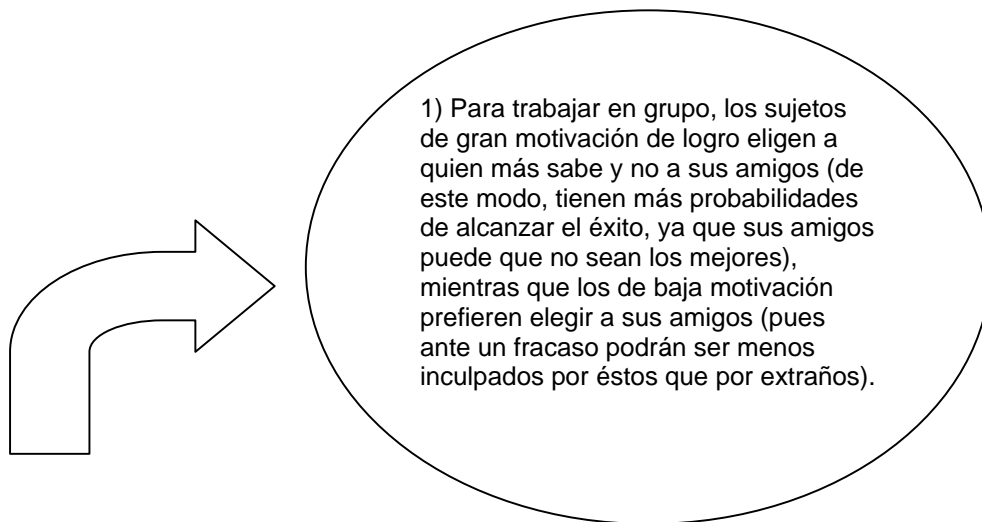 1) Para trabajar en grupo, los sujetos
de gran motivación de logro eligen a
quien más sabe y no a sus amigos (de
este modo, tienen más probabilidades
de alcanzar el éxito, ya que sus amigos
puede que no sean los mejores),
mientras que los de baja motivación
prefieren elegir a sus amigos (pues
ante un fracaso podrán ser menos
inculpados por éstos que por extraños).